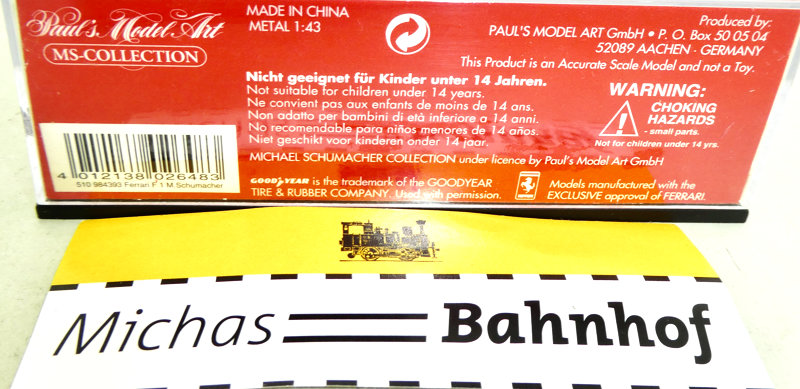 Paul's Model Art
MS-COLLECTION
MADE IN CHINA
METAL 1:43
Produced by:
PAUL'S MODEL ART GmbH • P. O. Box 50 05 04
52089 AACHEN · GERMANY
This Product is an Accurate Scale Model and not a Toy.
Nicht geeignet für Kinder unter 14 Jahren.
Not suitable for children under 14 years.
Ne convient pas aux enfants de moins de 14 ans.
Non adatto per bambini di età inferiore a 14 anni.
No recomendable para niños menores de 14 años.
Niet geschikt voor kinderen onder 14 jaar.
WARNING:
CHOKING
HAZARDS
- small parts.
Not for children under 14 yrs.
MICHAEL SCHUMACHER COLLECTION under licence by Paul's Model Art GmbH
4 012138 026483
510 984393 Ferrari F 1 M Schumacher
GOODYEAR is the trademark of the GOODYEAR
TIRE & RUBBER COMPANY. Used with permission.
Models manufactured with the
EXCLUSIVE approval of FERRARI.
Michas Bahnhof